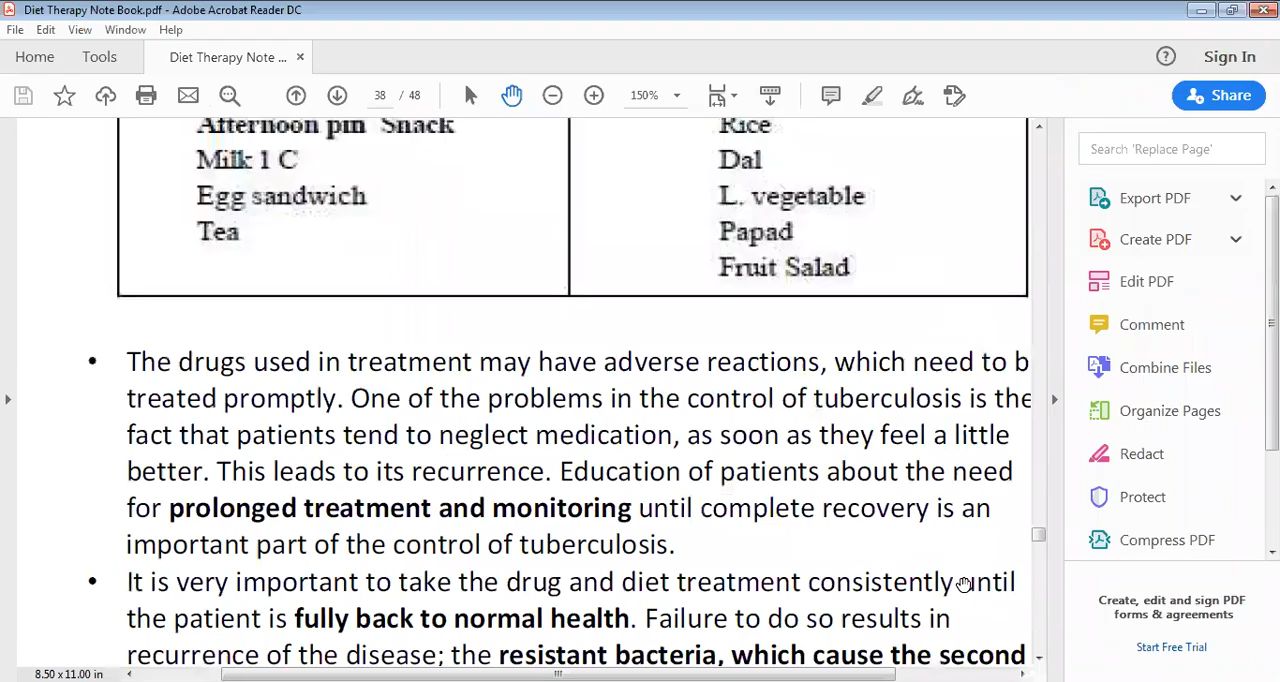 Diet Therapy Note Book.pdf - Adobe Acrobat Reader DC
File Edit View Window Help
Home Tools Diet Therapy Note ... ×
? Sign In
38 / 48 150% Share
Afternoon pin Snack
Milk 1 C
Egg sandwich
Tea
Rice
Dal
L. vegetable
Papad
Fruit Salad
• The drugs used in treatment may have adverse reactions, which need to b
treated promptly. One of the problems in the control of tuberculosis is the
fact that patients tend to neglect medication, as soon as they feel a little
better. This leads to its recurrence. Education of patients about the need
for prolonged treatment and monitoring until complete recovery is an
important part of the control of tuberculosis.
• It is very important to take the drug and diet treatment consistently until
the patient is fully back to normal health. Failure to do so results in
recurrence of the disease; the resistant bacteria, which cause the second
8.50 x 11.00 in
Search 'Replace Page'
Export PDF
Create PDF
Edit PDF
Comment
Combine Files
Organize Pages
Redact
Protect
Compress PDF
Create, edit and sign PDF
forms & agreements
Start Free Trial